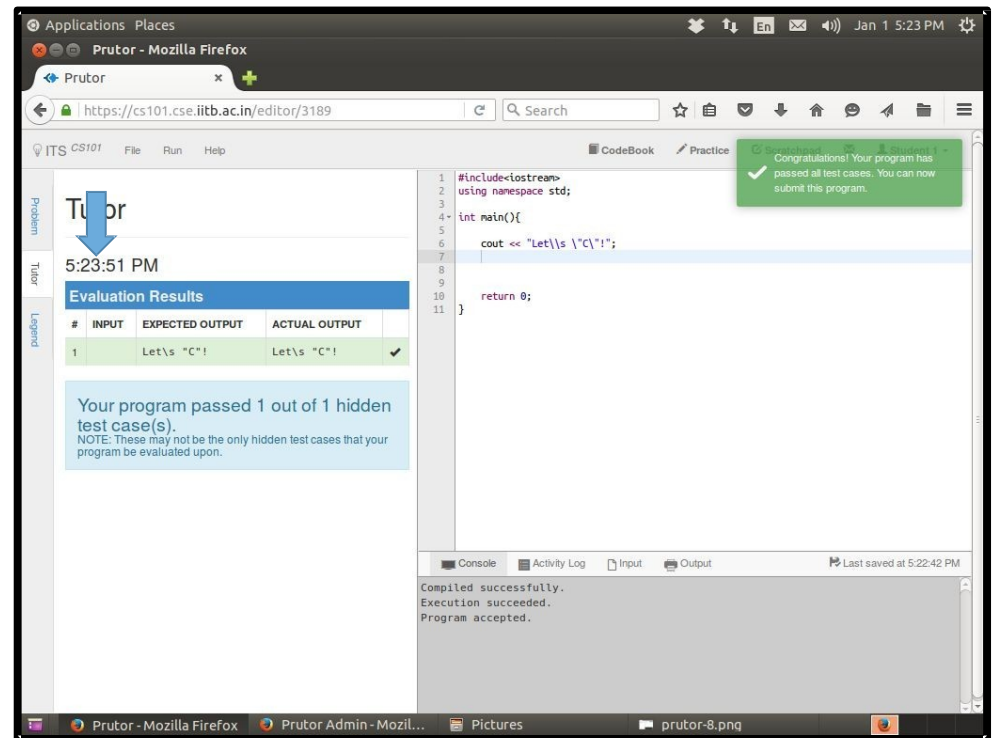 Applications Places
En
Jan 1 5:23 PM
Prutor - Mozilla Firefox
Prutor
https://cs101.cse.iitb.ac.in/editor/3189
Search
ITS CS101 File Run Help
CodeBook Practice Scratchpad Student 1
Congratulations! Your program has
passed all test cases. You can now
submit this program.
Problem
Tutor
Legend
Tutor
5:23:51 PM
Evaluation Results
# INPUT EXPECTED OUTPUT ACTUAL OUTPUT
1 Let\s "C"! Let\s "C"!
Your program passed 1 out of 1 hidden
test case(s).
NOTE: These may not be the only hidden test cases that your
program be evaluated upon.
1 #include<iostream>
2 using namespace std;
3
4 int main(){
5
6 cout << "Let\\s \"C\"!";
7
8
9
10 return 0;
11 }
Console Activity Log Input Output Last saved at 5:22:42 PM
Compiled successfully.
Execution succeeded.
Program accepted.
Prutor - Mozilla Firefox Prutor Admin - Mozil... Pictures prutor-8.png